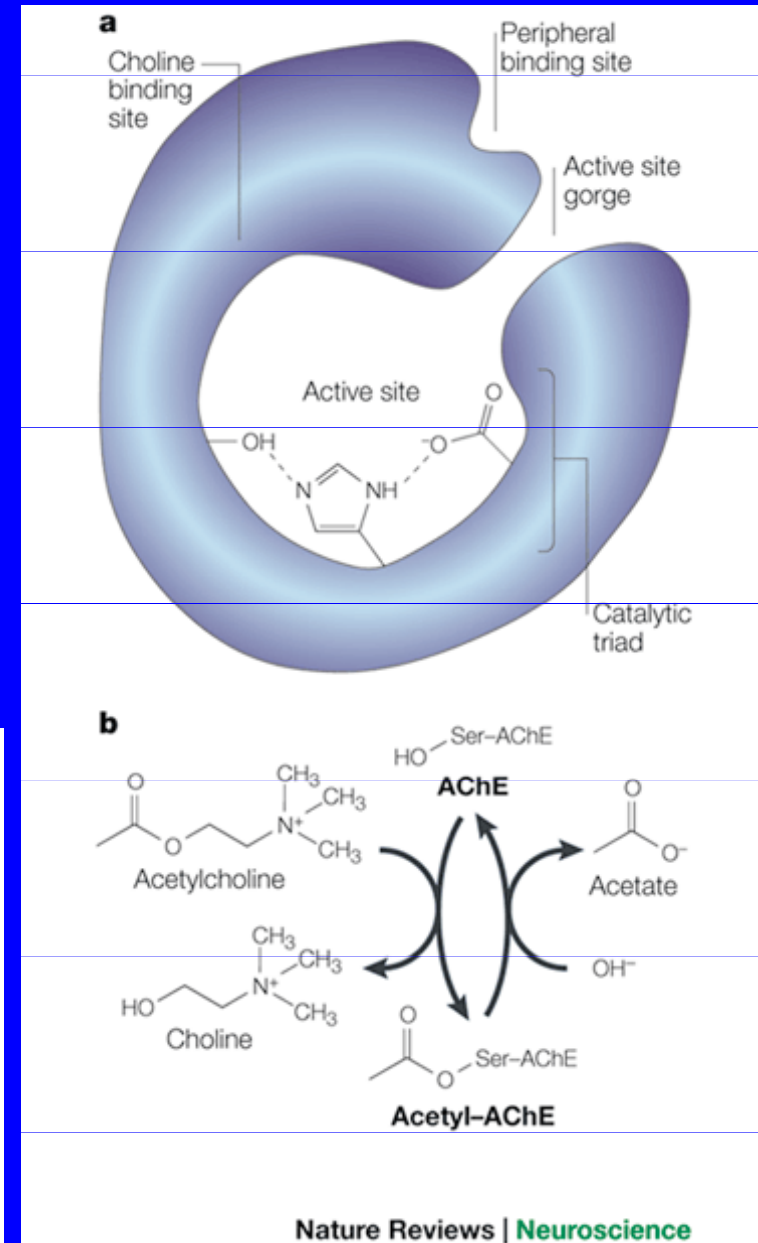 a
Choline
binding
site
Peripheral
binding site
Active site
gorge
Active site
OH
O
⁻O
N
NH
Catalytic
triad
b
HO
Ser–AChE
AChE
O
O
N⁺
CH₃
CH₃
CH₃
Acetylcholine
O
O⁻
Acetate
CH₃
CH₃
N⁺
CH₃
HO
Choline
OH⁻
O
O
Ser–AChE
Acetyl–AChE
Nature Reviews | Neuroscience